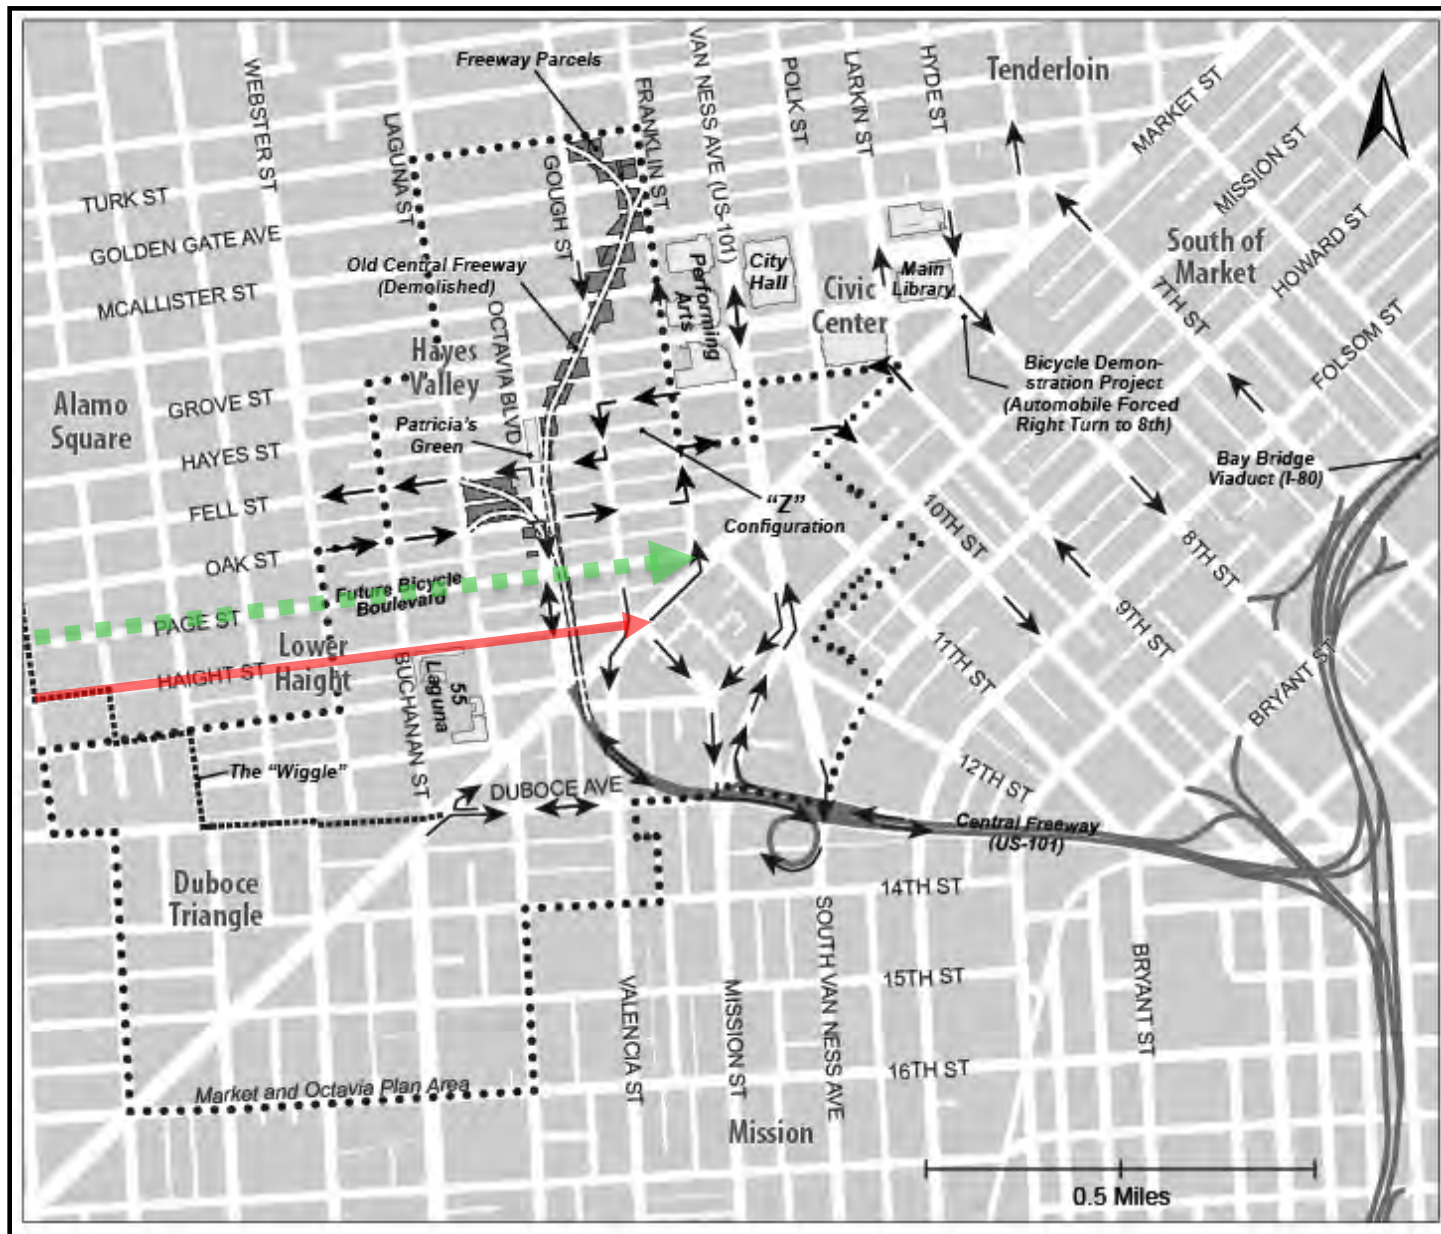 Freeway Parcels
WEBSTER ST
LAGUNA ST
FRANKLIN ST
VAN NESS AVE (US-101)
POLK ST
LARKIN ST
HYDE ST
Tenderloin
MARKET ST
MISSION ST
HOWARD ST
FOLSOM ST
South of
Market
TURK ST
GOLDEN GATE AVE
MCALLISTER ST
GOUGH ST
Old Central Freeway
(Demolished)
OCTAVIA BLVD
Performing
Arts
City
Hall
Civic
Center
Main
Library
7TH ST
Bicycle Demon-
stration Project
(Automobile Forced
Right Turn to 8th)
Bay Bridge
Viaduct (I-80)
Hayes
Valley
Alamo
Square
GROVE ST
HAYES ST
FELL ST
OAK ST
PAGE ST
HAIGHT ST
Patricia's
Green
"Z"
Configuration
Future Bicycle
Boulevard
Lower
Haight
BUCHANAN ST
55
Laguna
8TH ST
9TH ST
10TH ST
11TH ST
12TH ST
BRYANT ST
The "Wiggle"
DUBOCE AVE
Central Freeway
(US-101)
Duboce
Triangle
14TH ST
15TH ST
16TH ST
VALENCIA ST
MISSION ST
SOUTH VAN NESS AVE
BRYANT ST
Market and Octavia Plan Area
Mission
0.5 Miles